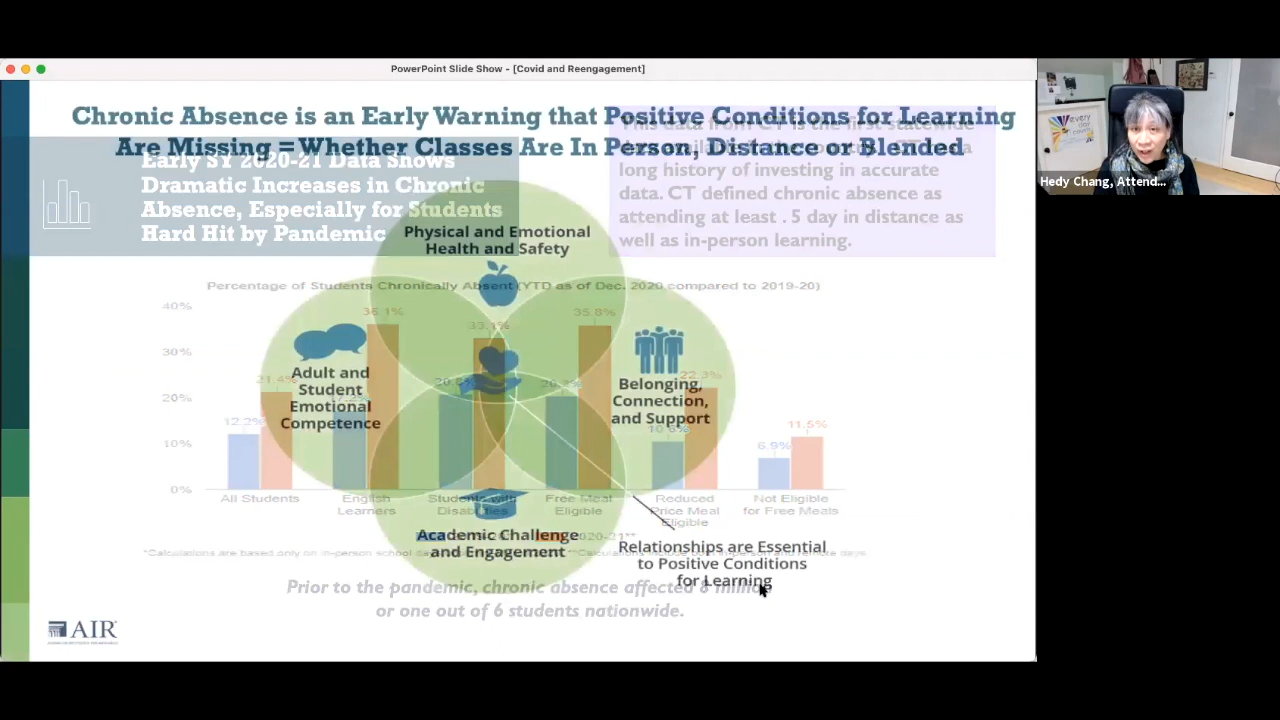 PowerPoint Slide Show - [Covid and Reengagement]
Chronic Absence is an Early Warning that Positive Conditions for Learning
Are Missing = Whether Classes Are In Person, Distance or Blended
Early SY 2020-21 Data Shows
Dramatic Increases in Chronic
Absence, Especially for Students
Hard Hit by Pandemic
This data from CT is the first statewide
long history of investing in accurate
data. CT defined chronic absence as
attending at least . 5 day in distance as
well as in-person learning.
Hedy Chang, Attend...
Physical and Emotional
Health and Safety
Percentage of Students Chronically Absent (YTD as of Dec. 2020 compared to 2019-20)
40%
30%
20%
10%
0%
12.2%
21.4%
36.1%
33.1%
35.8%
22.3%
6.9%
11.5%
Adult and
Student
Emotional
Competence
Belonging,
Connection,
and Support
All Students
English
Learners
Students with
Disabilities
Free Meal
Eligible
Reduced
Price Meal
Eligible
Not Eligible
for Free Meals
Academic Challenge
and Engagement
2020-21**
*Calculations are based only on in-person school days
Relationships are Essential
to Positive Conditions
for Learning
Prior to the pandemic, chronic absence affected 8 million
or one out of 6 students nationwide.
AIR